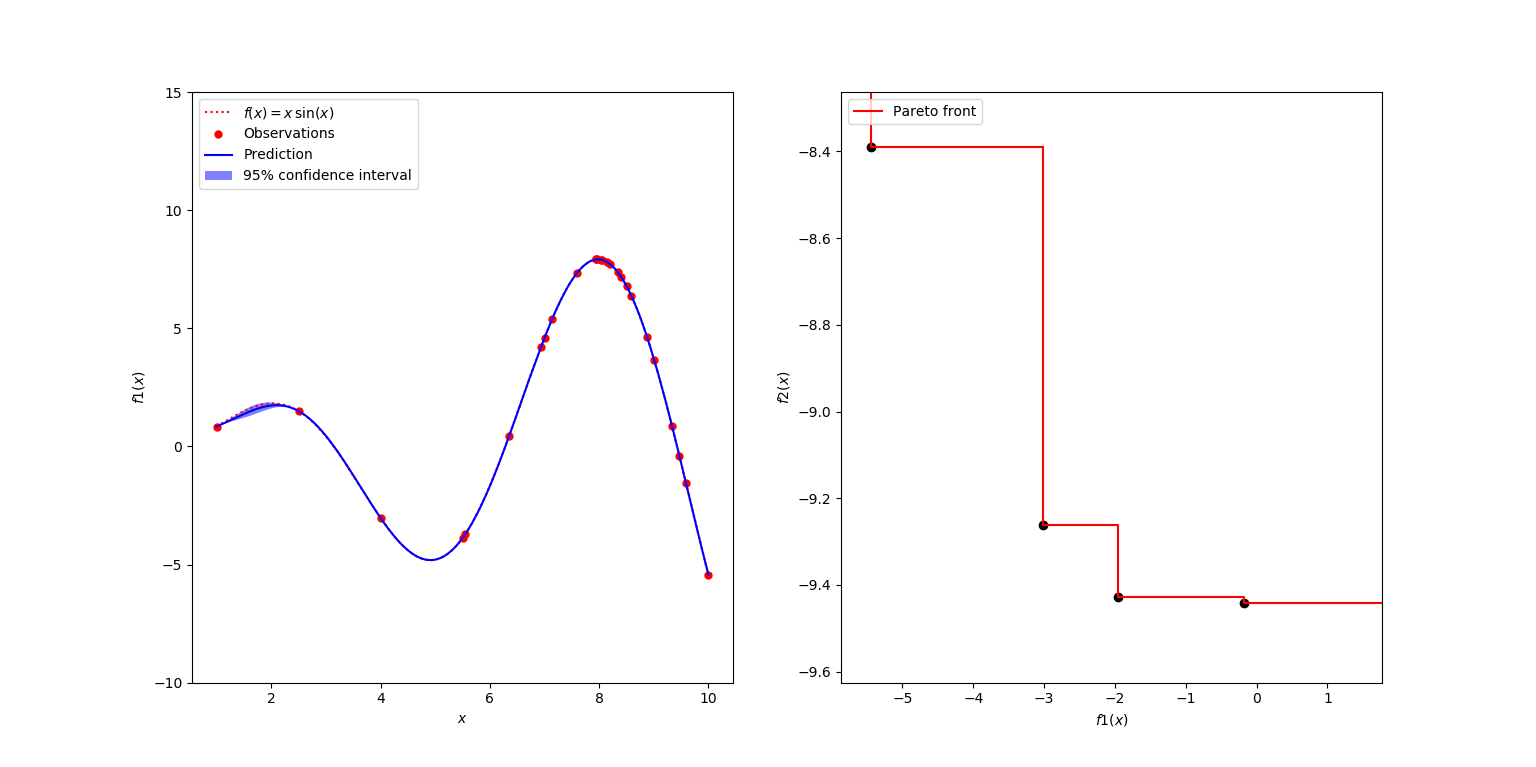 f(x) = x sin(x)
Observations
Prediction
95% confidence interval
15
10
5
0
−5
−10
f1(x)
2
4
6
8
10
x
Pareto front
−8.4
−8.6
−8.8
−9.0
−9.2
−9.4
−9.6
f2(x)
−5
−4
−3
−2
−1
0
1
f1(x)